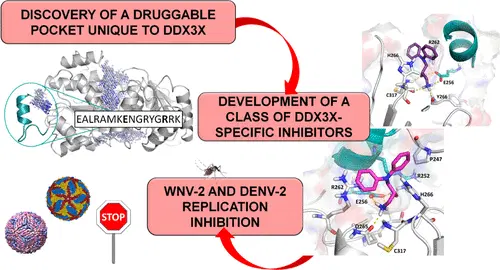 DISCOVERY OF A DRUGGABLE
POCKET UNIQUE TO DDX3X
EALRAMKENGRYGRRK
H266
R262
E256
C317
Y266
DEVELOPMENT OF A
CLASS OF DDX3X-
SPECIFIC INHIBITORS
P247
R262
E256
R252
H266
C317
WNV-2 AND DENV-2
REPLICATION
INHIBITION
STOP